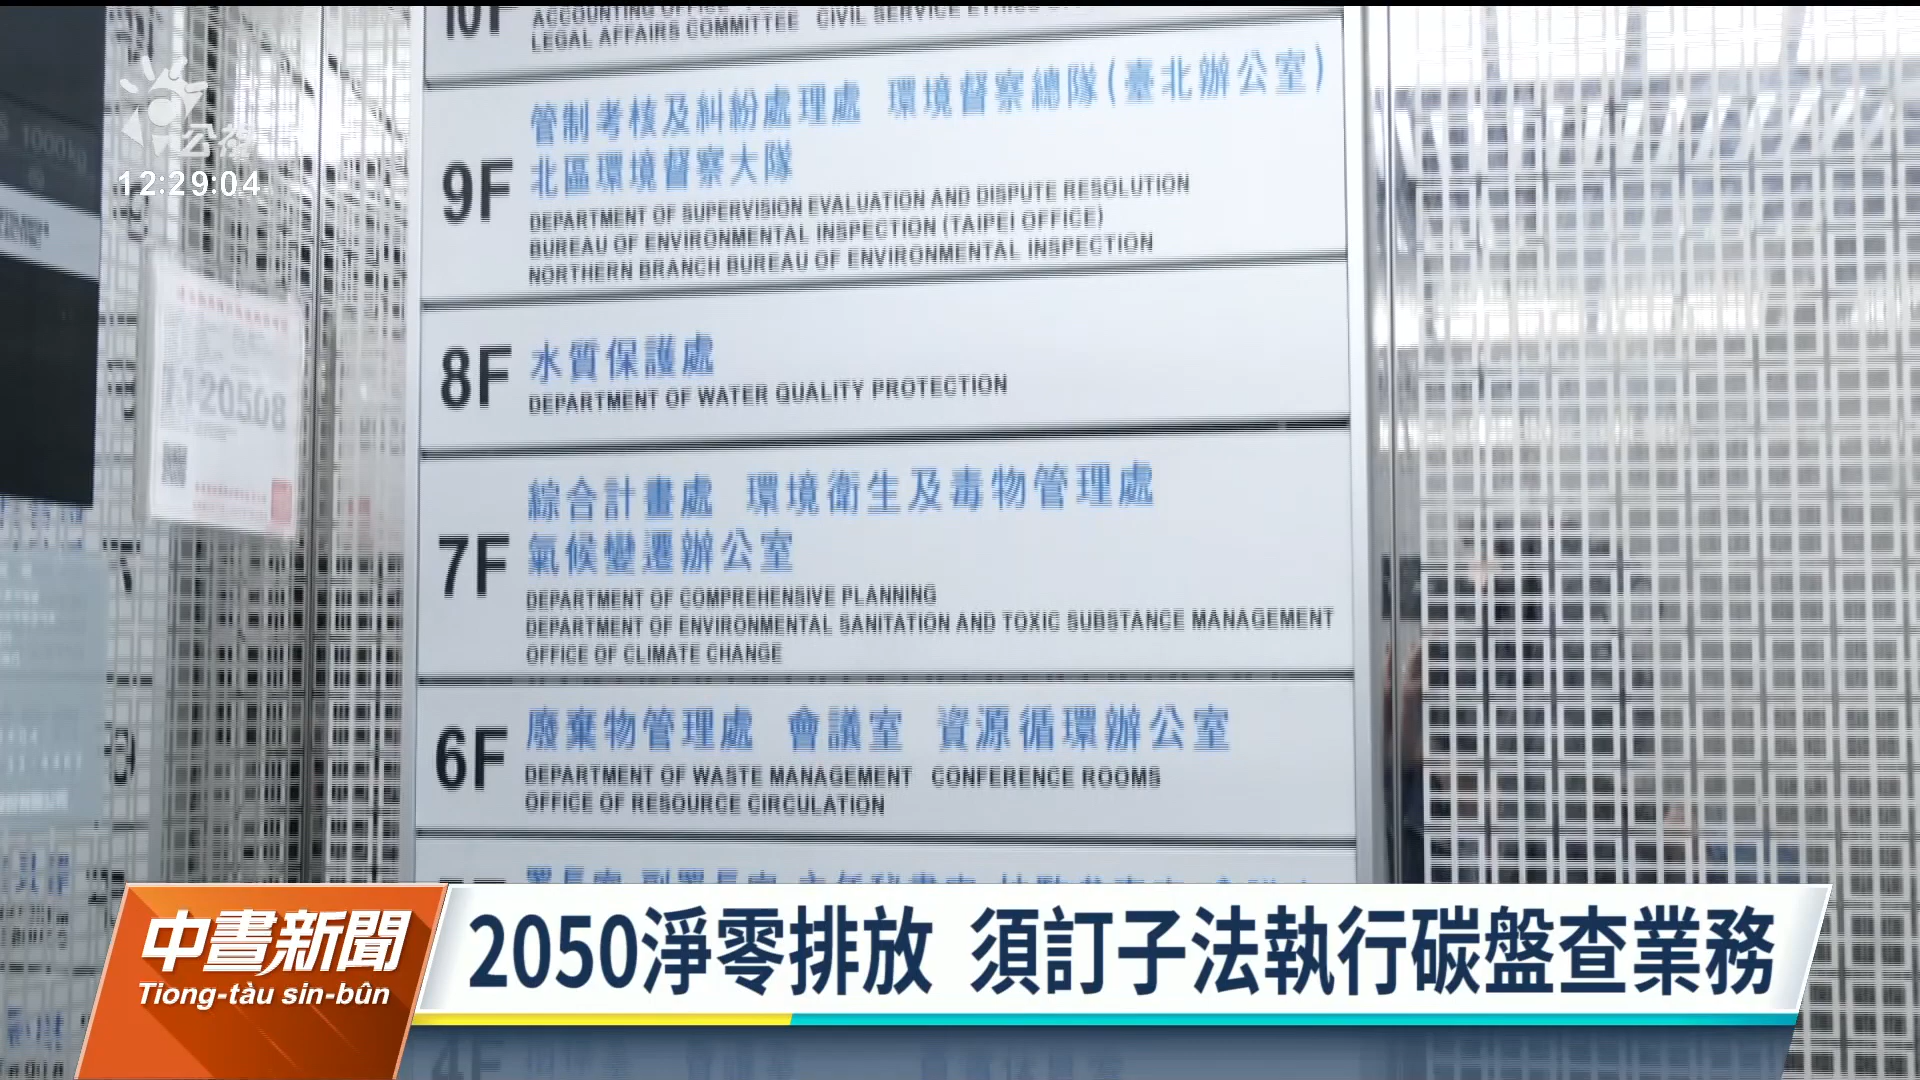 10F
ACCOUNTING OFFICE
LEGAL AFFAIRS COMMITTEE CIVIL SERVICE ETHICS
公視
12:29:04
1000kg
120508
9F
管制考核及糾紛處理處 環境督察總隊(臺北辦公室)
北區環境督察大隊
DEPARTMENT OF SUPERVISION EVALUATION AND DISPUTE RESOLUTION
BUREAU OF ENVIRONMENTAL INSPECTION (TAIPEI OFFICE)
NORTHERN BRANCH BUREAU OF ENVIRONMENTAL INSPECTION
8F
水質保護處
DEPARTMENT OF WATER QUALITY PROTECTION
7F
綜合計畫處 環境衛生及毒物管理處
氣候變遷辦公室
DEPARTMENT OF COMPREHENSIVE PLANNING
DEPARTMENT OF ENVIRONMENTAL SANITATION AND TOXIC SUBSTANCE MANAGEMENT
OFFICE OF CLIMATE CHANGE
6F
廢棄物管理處 會議室 資源循環辦公室
DEPARTMENT OF WASTE MANAGEMENT CONFERENCE ROOMS
OFFICE OF RESOURCE CIRCULATION
中晝新聞
Tiong-tàu sin-bûn
2050淨零排放 須訂子法執行碳盤查業務
4F